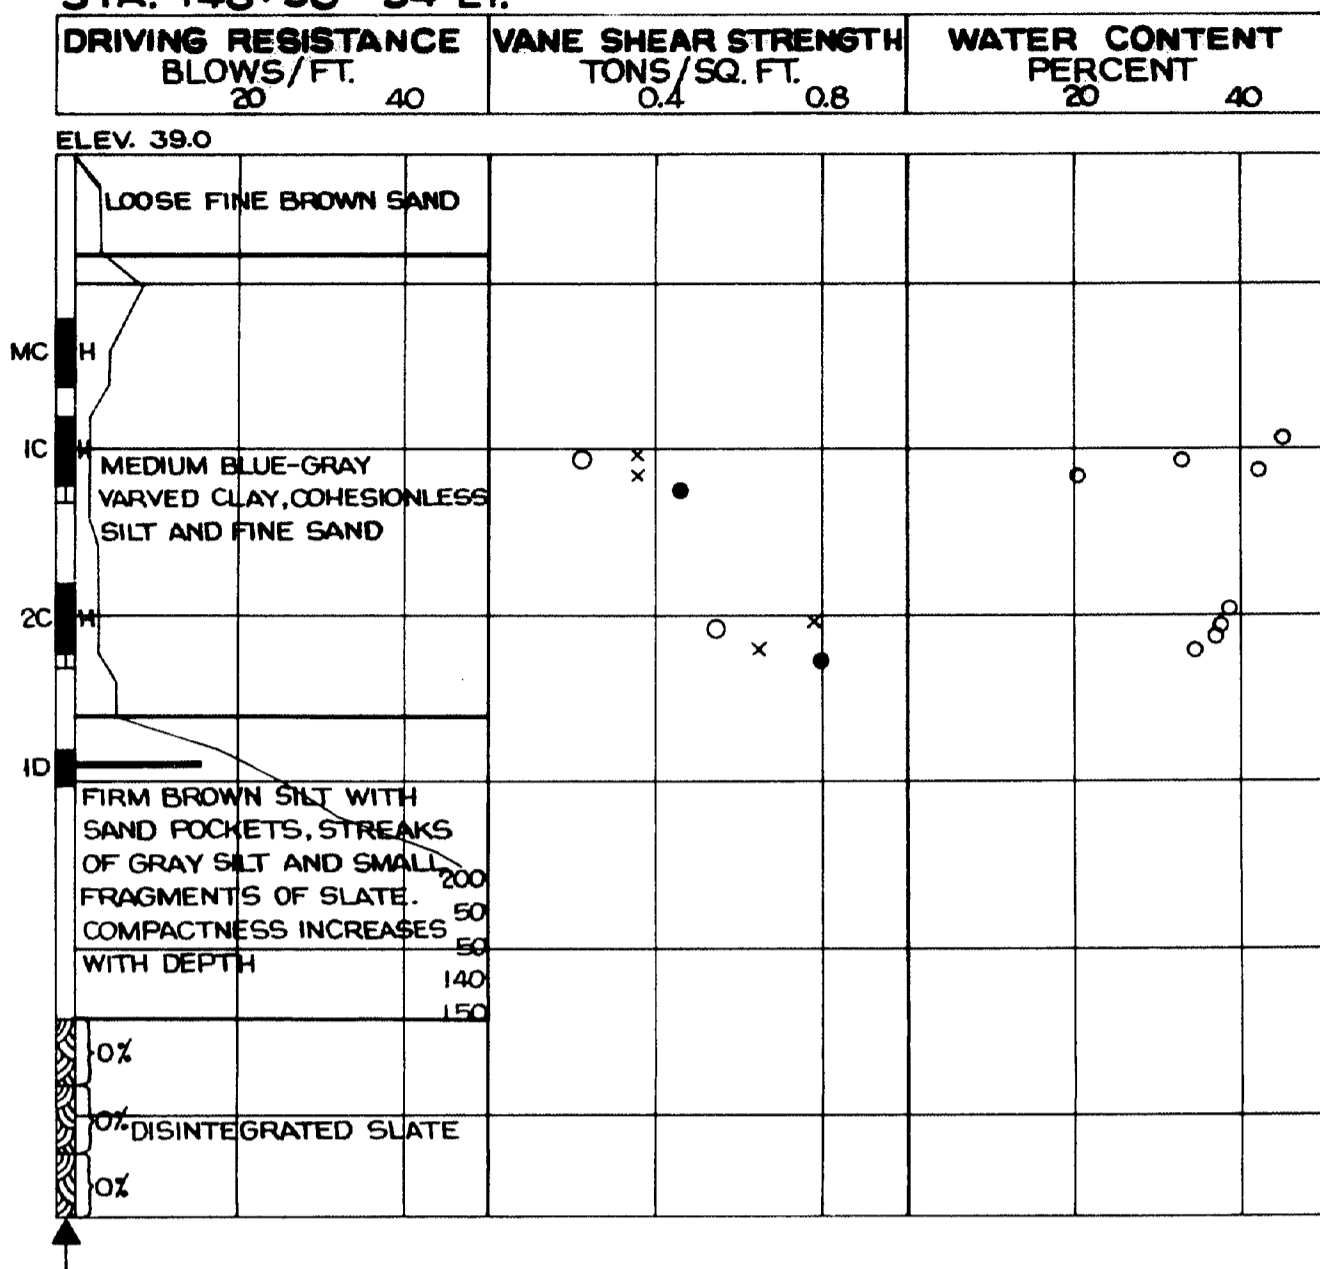 DRIVING RESISTANCE
BLOWS/FT.
20 40
VANE SHEAR STRENGTH
TONS/SQ. FT.
0.4 0.8
WATER CONTENT
PERCENT
20 40
ELEV. 39.0
LOOSE FINE BROWN SAND
MC H
1C H
MEDIUM BLUE-GRAY
VARVED CLAY, COHESIONLESS
SILT AND FINE SAND
2C H
1D
FIRM BROWN SILT WITH
SAND POCKETS, STREAKS
OF GRAY SILT AND SMALL
FRAGMENTS OF SLATE.
COMPACTNESS INCREASES
WITH DEPTH
200
50
50
140
150
0%
0% DISINTEGRATED SLATE
0%